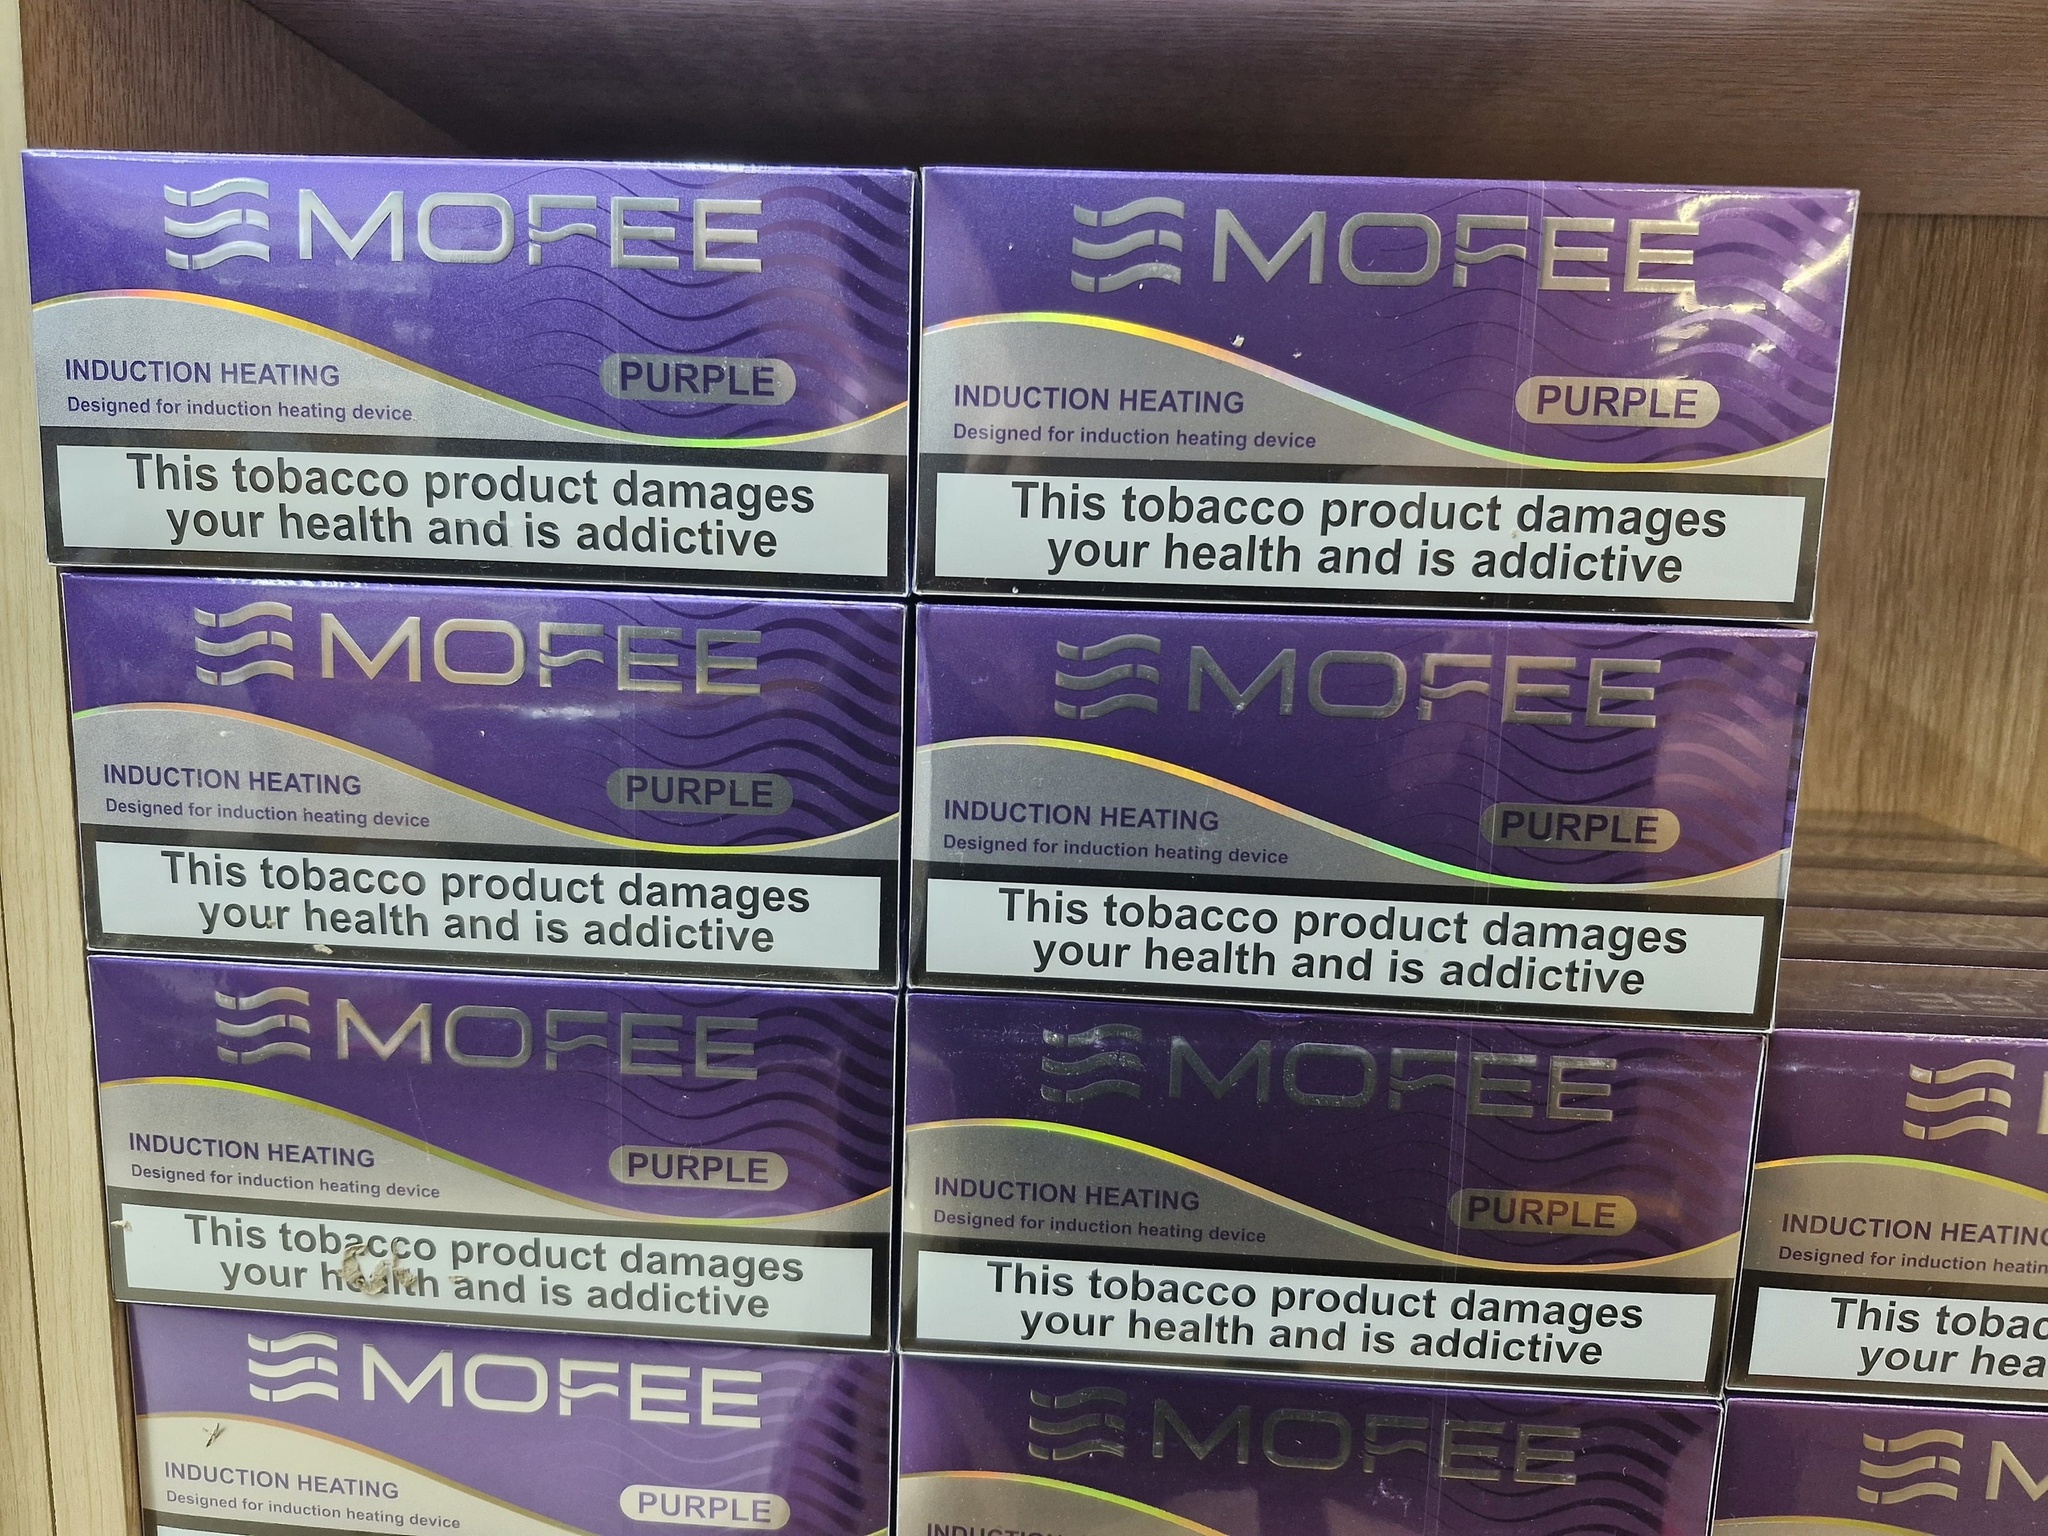 MOFEE
PURPLE
INDUCTION HEATING
Designed for induction heating device
This tobacco product damages
your health and is addictive
MOFEE
PURPLE
INDUCTION HEATING
Designed for induction heating device
This tobacco product damages
your health and is addictive
MOFEE
PURPLE
INDUCTION HEATING
Designed for induction heating device
This tobacco product damages
your health and is addictive
MOFEE
PURPLE
INDUCTION HEATING
Designed for induction heating device
This tobacco product damages
your health and is addictive
MOFEE
PURPLE
INDUCTION HEATING
Designed for induction heating device
This tobacco product damages
your health and is addictive
MOFEE
PURPLE
INDUCTION HEATING
Designed for induction heating device
This tobacco product damages
your health and is addictive
INDUCTION
Designed for induction
This
your
MOFEE
PURPLE
INDUCTION HEATING
Designed for induction heating device
MOFEE